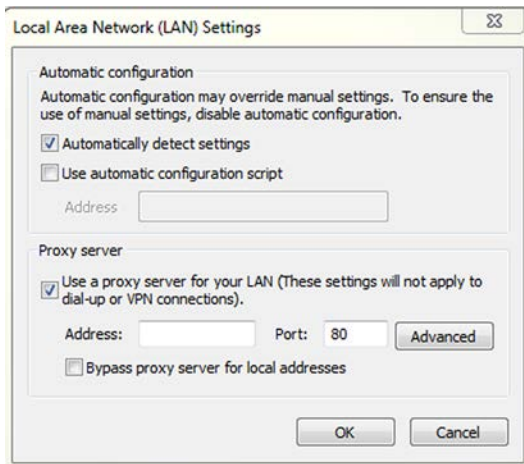 Local Area Network (LAN) Settings
Automatic configuration
Automatic configuration may override manual settings. To ensure the
use of manual settings, disable automatic configuration.
Automatically detect settings
Use automatic configuration script
Address
Proxy server
Use a proxy server for your LAN (These settings will not apply to
dial-up or VPN connections).
Address: Port: 80 Advanced
Bypass proxy server for local addresses
OK Cancel